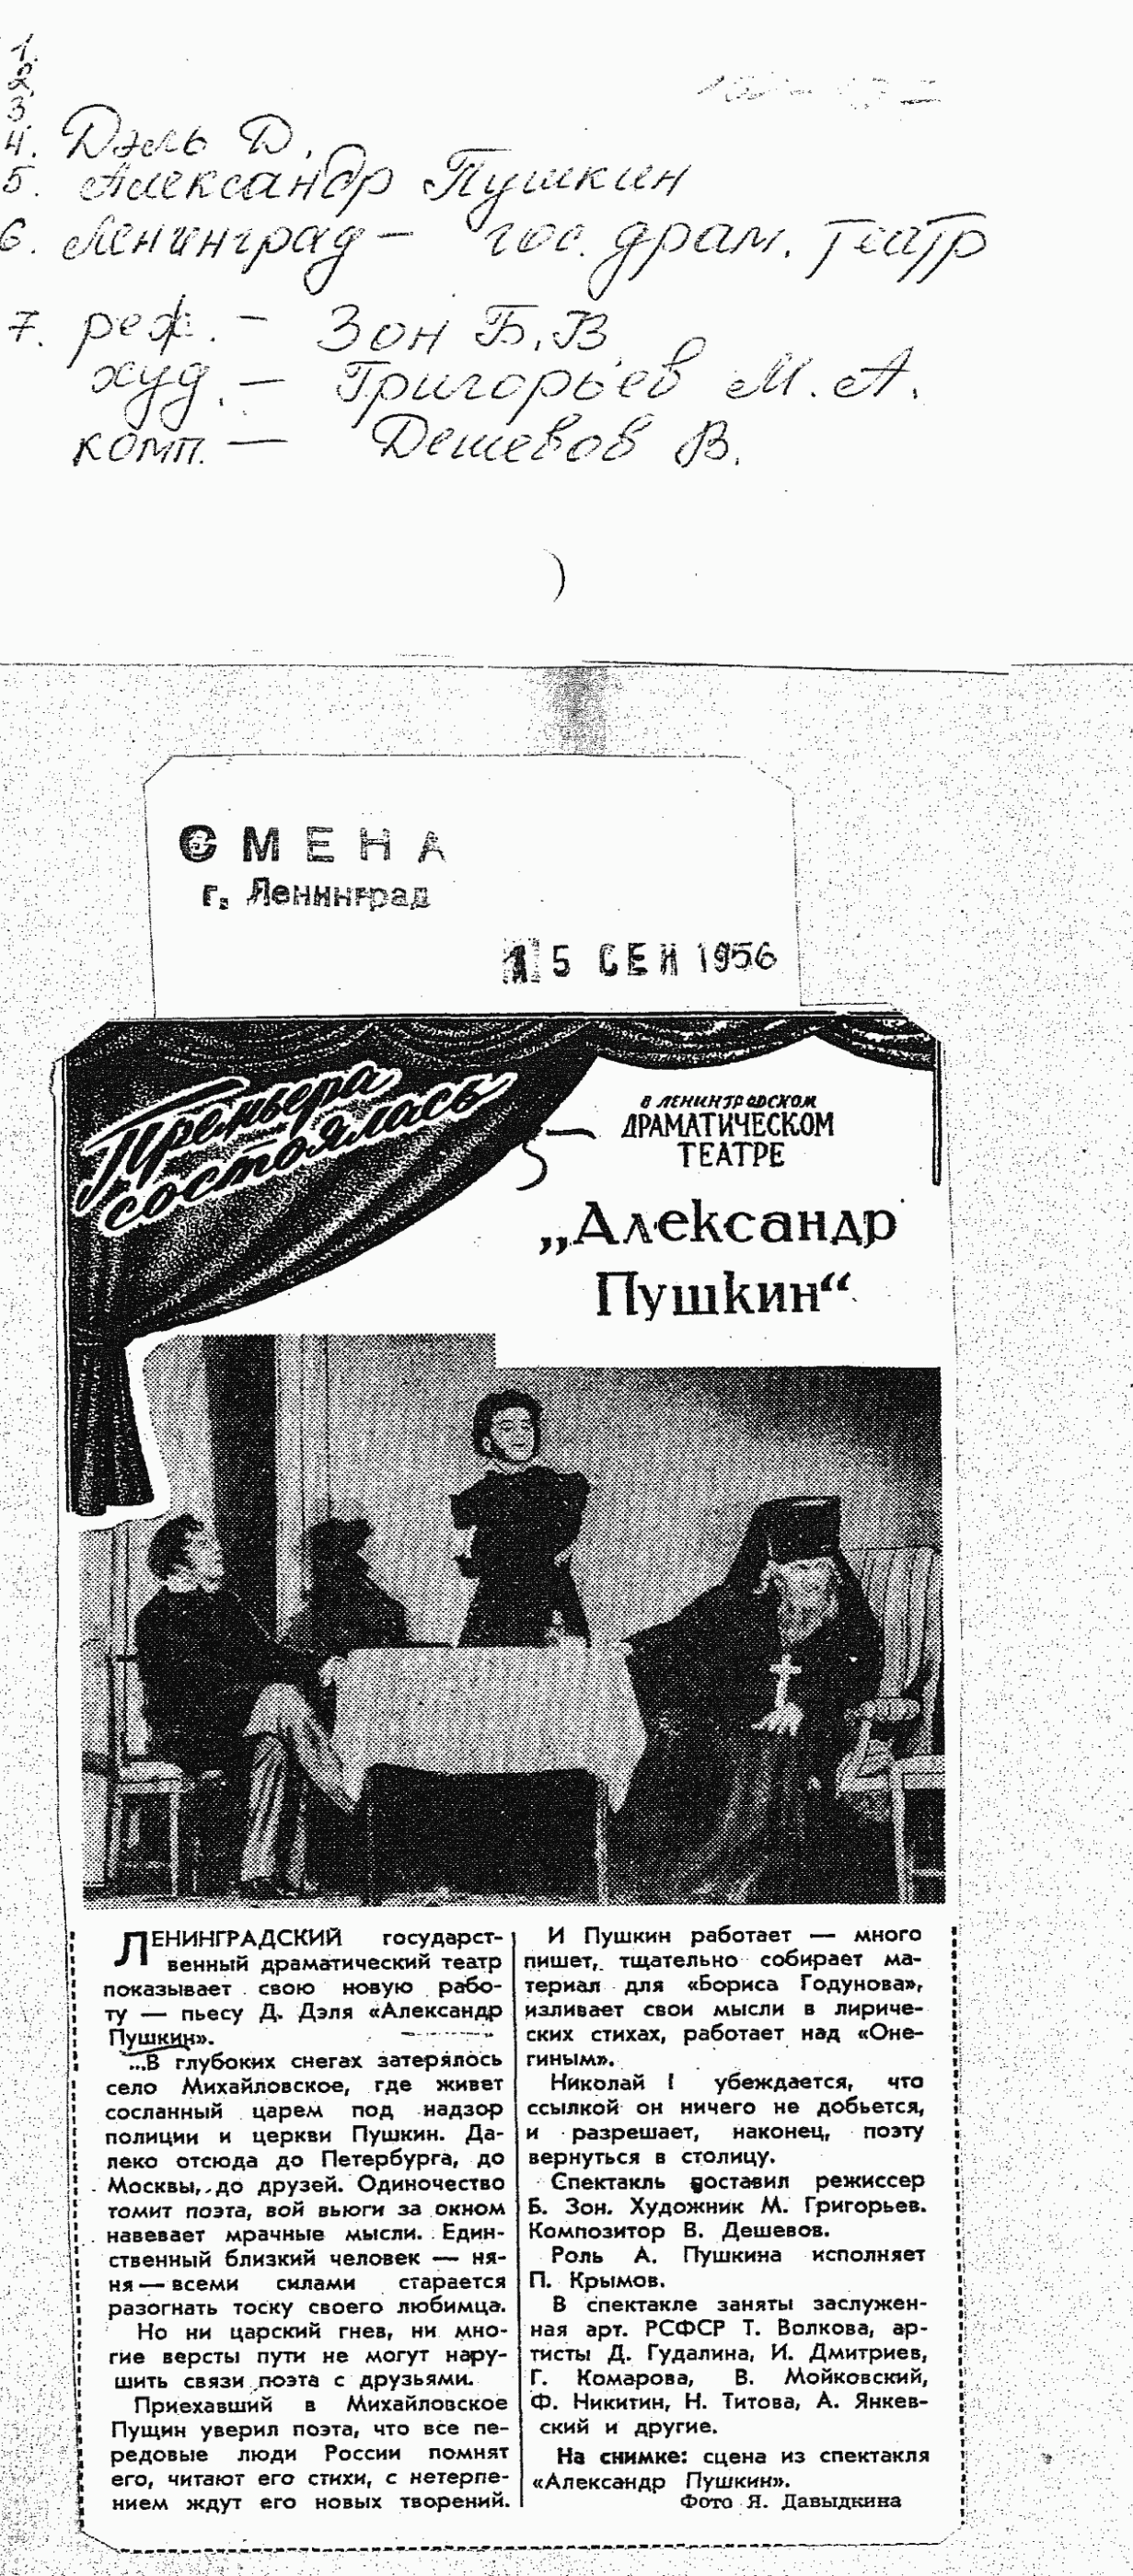 1.
2.
3.
4. Дэль Д.
5. Александр Пушкин
6. Ленинград — гос. драм. театр
7. реж. — Зон Б.В.
худ. — Григорьев М.А.
комп. — Дешевов В.
СМЕНА
г. Ленинград
15 СЕН 1956
Премьера
состоялась
В ЛЕНИНГРАДСКОМ
ДРАМАТИЧЕСКОМ
ТЕАТРЕ
„Александр
Пушкин“
ЛЕНИНГРАДСКИЙ государст-
венный драматический театр
показывает свою новую рабо-
ту — пьесу Д. Дэля «Александр
Пушкин».
...В глубоких снегах затерялось
село Михайловское, где живет
сосланный царем под надзор
полиции и церкви Пушкин. Да-
леко отсюда до Петербурга, до
Москвы, до друзей. Одиночество
томит поэта, вой вьюги за окном
навевает мрачные мысли. Един-
ственный близкий человек — ня-
ня — всеми силами старается
разогнать тоску своего любимца.
Но ни царский гнев, ни мно-
гие версты пути не могут нару-
шить связи поэта с друзьями.
Приехавший в Михайловское
Пущин уверил поэта, что все пе-
редовые люди России помнят
его, читают его стихи, с нетерпе-
нием ждут его новых творений.
И Пушкин работает — много
пишет, тщательно собирает ма-
териал для «Бориса Годунова»,
изливает свои мысли в лириче-
ских стихах, работает над «Оне-
гиным».
Николай I убеждается, что
ссылкой он ничего не добьется,
и разрешает, наконец, поэту
вернуться в столицу.
Спектакль поставил режиссер
Б. Зон. Художник М. Григорьев.
Композитор В. Дешевов.
Роль А. Пушкина исполняет
П. Крымов.
В спектакле заняты заслужен-
ная арт. РСФСР Т. Волкова, ар-
тисты Д. Гудалина, И. Дмитриев,
Г. Комарова, В. Мойковский,
Ф. Никитин, Н. Титова, А. Янкев-
ский и другие.
На снимке: сцена из спектакля
«Александр Пушкин».
Фото Я. Давыдкина